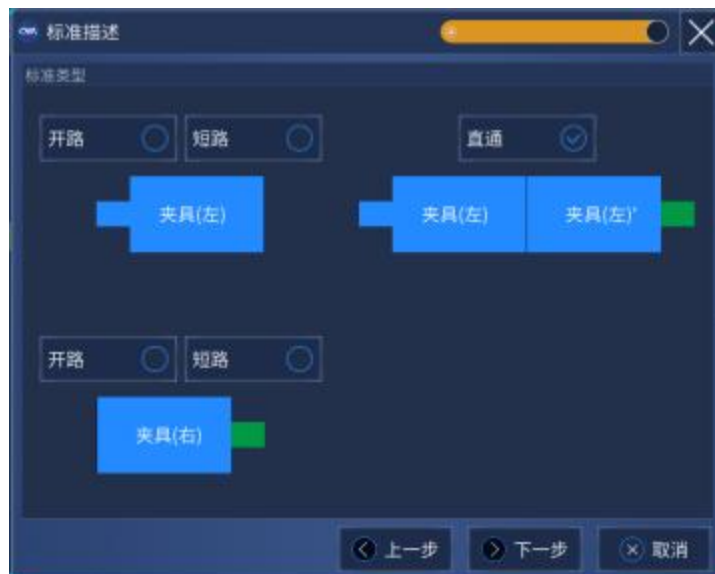 标准描述
标准类型
开路 短路 直通
夹具(左) 夹具(左) 夹具(左)'
开路 短路
夹具(右)
上一步 下一步 取消